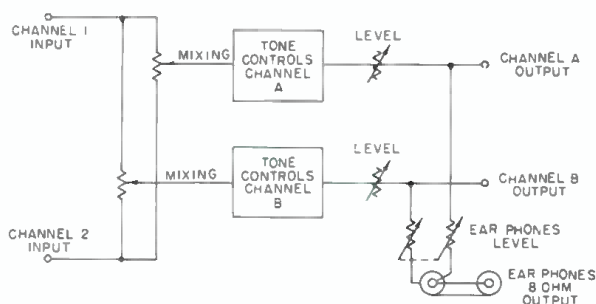 CHANNEL 1
INPUT
MIXING
TONE
CONTROLS
CHANNEL
A
LEVEL
CHANNEL A
OUTPUT
MIXING
TONE
CONTROLS
CHANNEL
B
LEVEL
CHANNEL B
OUTPUT
CHANNEL 2
INPUT
EAR PHONES
LEVEL
EAR PHONES
8 OHM
OUTPUT